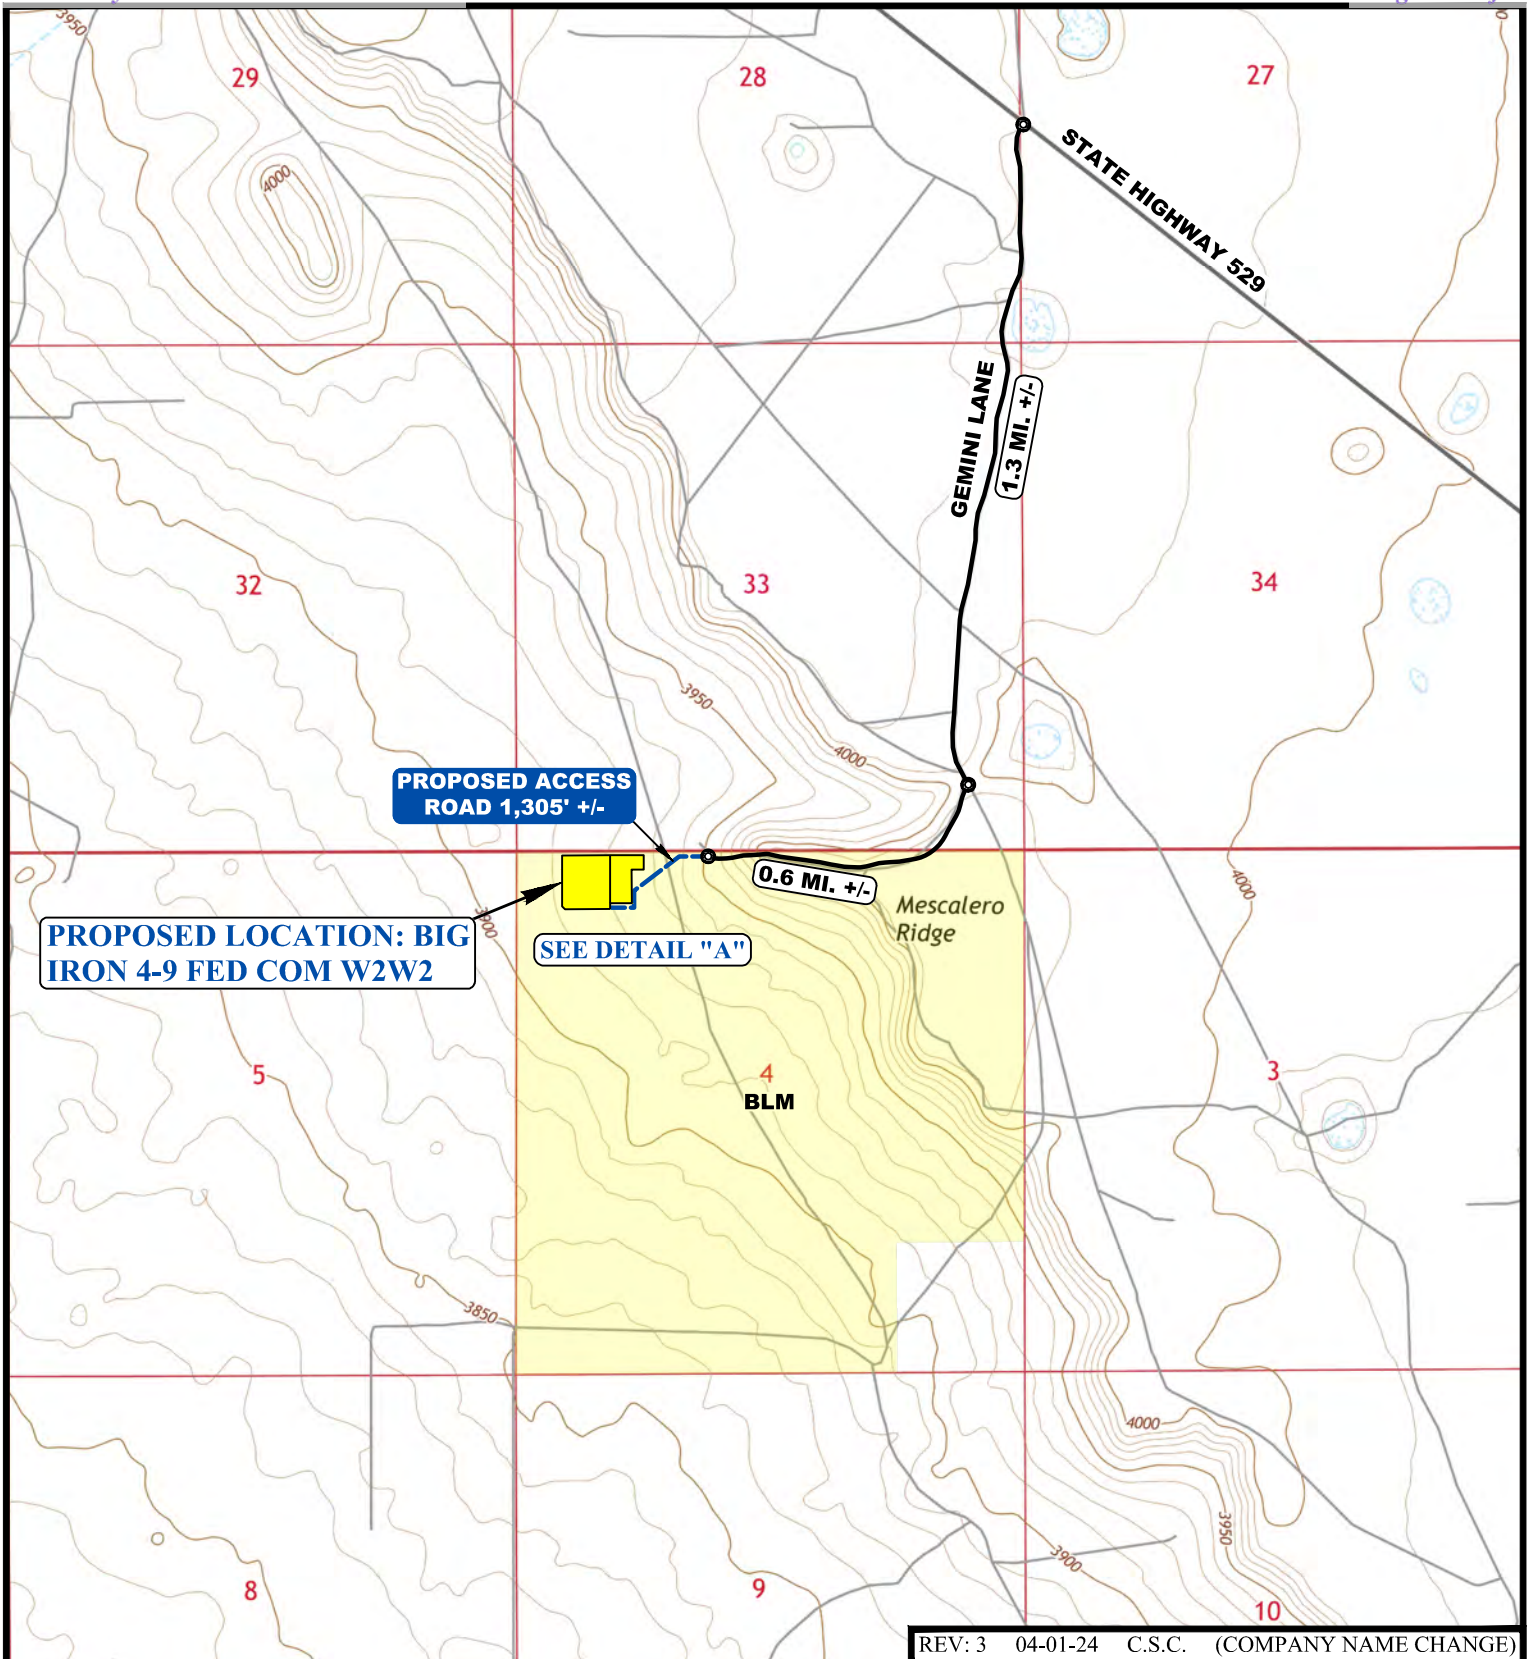 3950
29
28
27
4000
STATE HIGHWAY 529
GEMINI LANE
1.3 MI. +/-
32
33
34
3950
4000
PROPOSED ACCESS
ROAD 1,305' +/-
0.6 MI. +/-
4000
Mescalero
Ridge
3900
PROPOSED LOCATION: BIG
IRON 4-9 FED COM W2W2
SEE DETAIL "A"
5
4
BLM
3
3850
4000
3950
3900
8
9
10
REV: 3 04-01-24 C.S.C. (COMPANY NAME CHANGE)